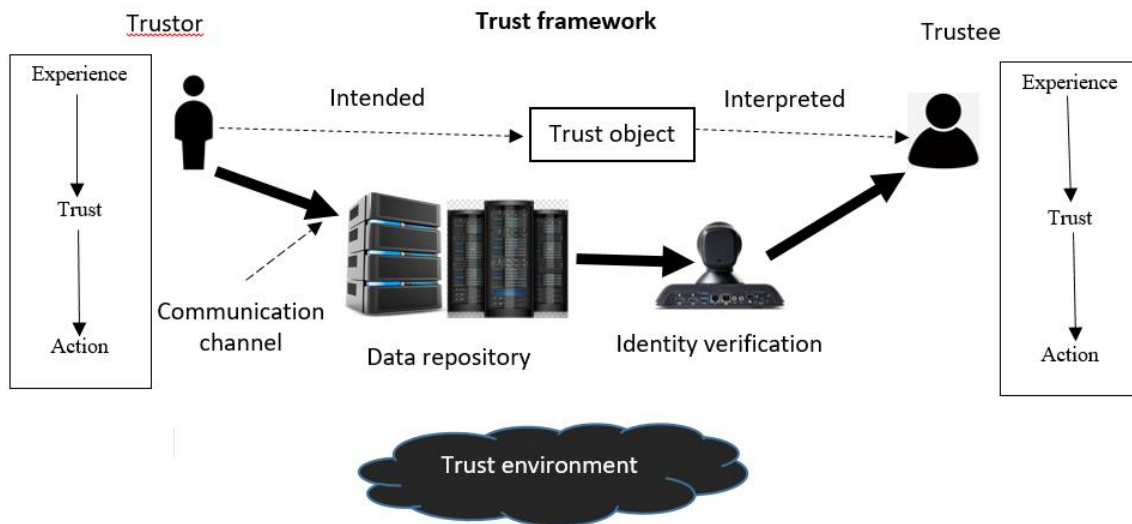 Trust framework
Trustor
Trustee
Experience
Trust
Action
Intended
Trust object
Interpreted
Experience
Trust
Action
Communication
channel
Data repository
Identity verification
Trust environment